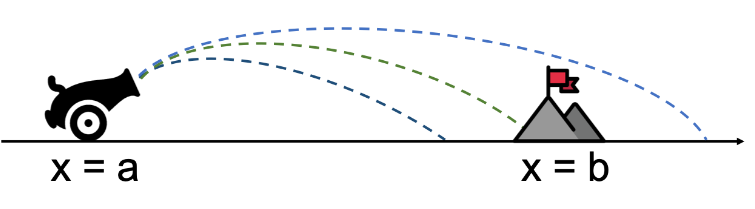 x = a
x = b